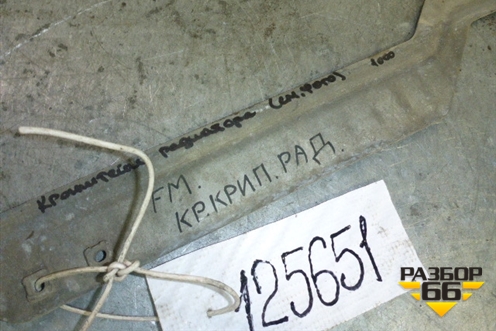 Кронштейн радиатора (см. фото) 1000
FM.
КР.КРИП.РАД.
125651
РАЗБОР
66